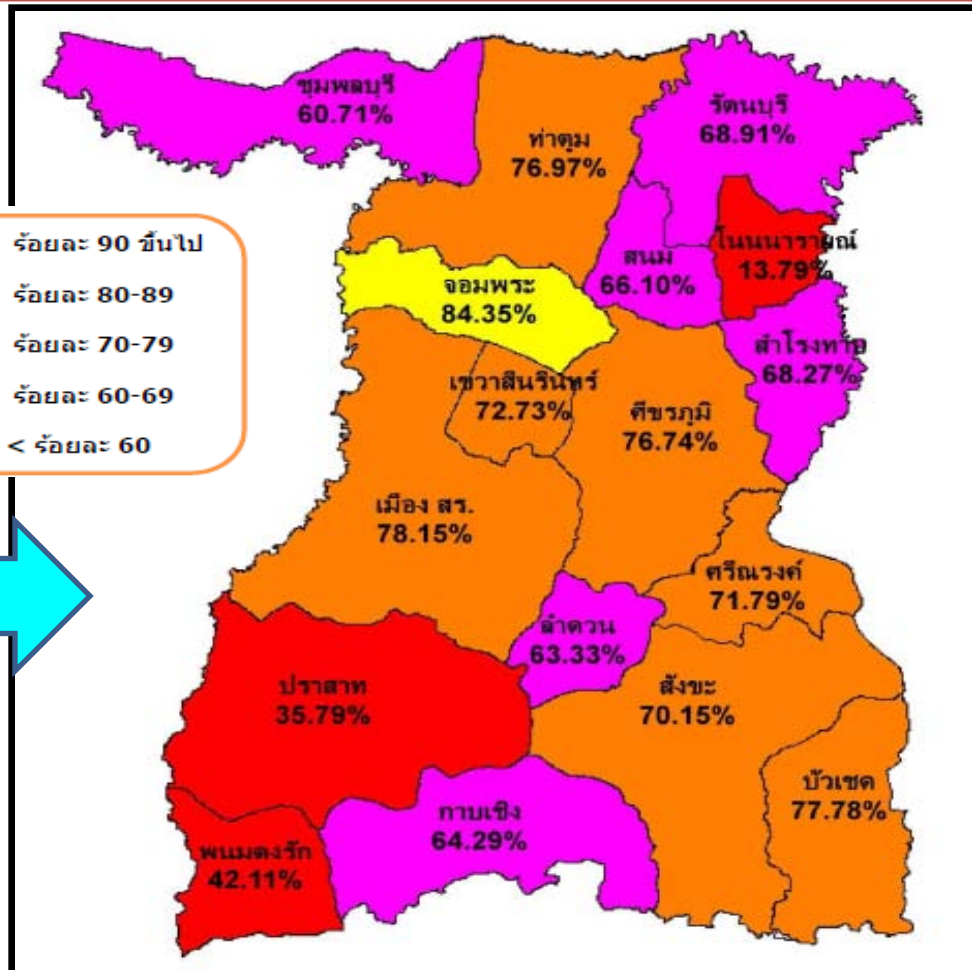 ชุมพลบุรี
60.71%
ท่าตูม
76.97%
รัตนบุรี
68.91%
ร้อยละ 90 ขึ้นไป
ร้อยละ 80-89
ร้อยละ 70-79
ร้อยละ 60-69
< ร้อยละ 60
สนม
66.10%
โนนนารายณ์
13.79%
จอมพระ
84.35%
สำโรงทาบ
68.27%
เขวาสินรินทร์
72.73%
ศีขรภูมิ
76.74%
เมือง สร.
78.15%
ศรีณรงค์
71.79%
ลำดวน
63.33%
ปราสาท
35.79%
สังขะ
70.15%
บัวเชด
77.78%
กาบเชิง
64.29%
พนมดงรัก
42.11%